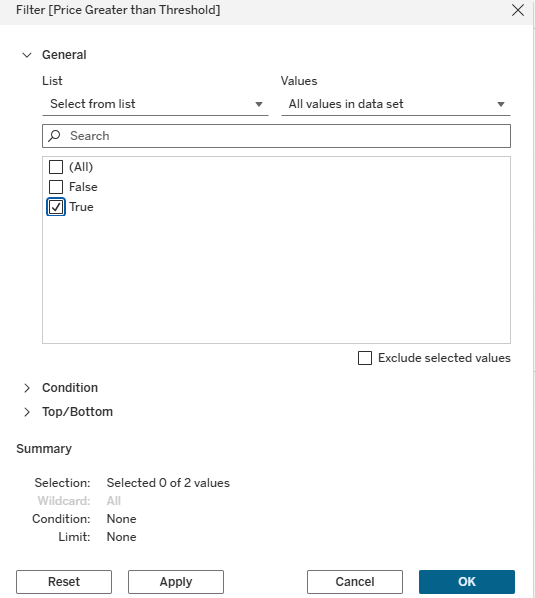 Filter [Price Greater than Threshold]
General
List Values
Select from list All values in data set
Search
(All)
False
True
Exclude selected values
Condition
Top/Bottom
Summary
Selection: Selected 0 of 2 values
Wildcard: All
Condition: None
Limit: None
Reset Apply Cancel OK